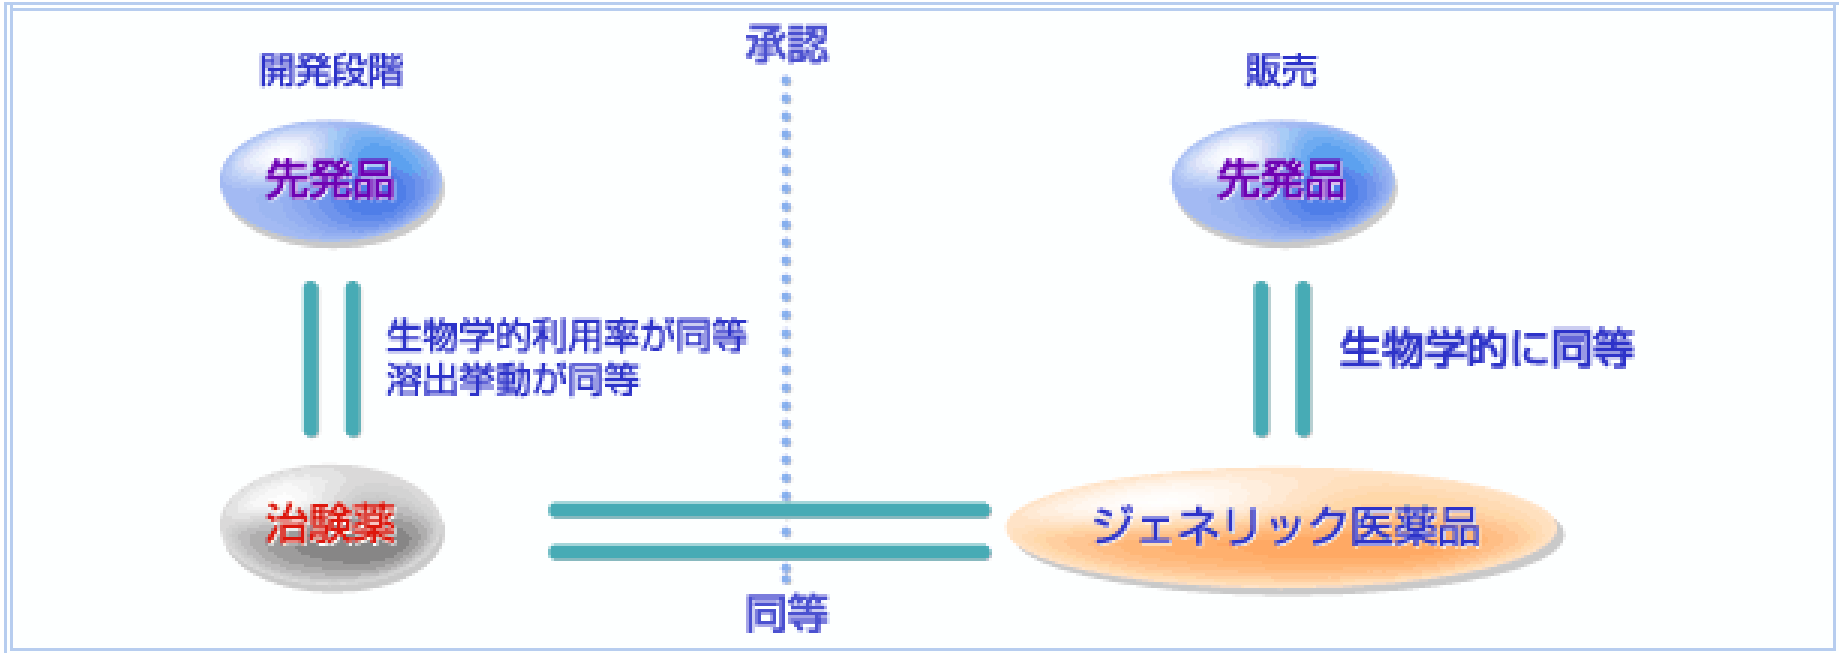 承認
開発段階
販売
先発品
先発品
生物学的利用率が同等
溶出挙動が同等
生物学的に同等
治験薬
ジェネリック医薬品
同等